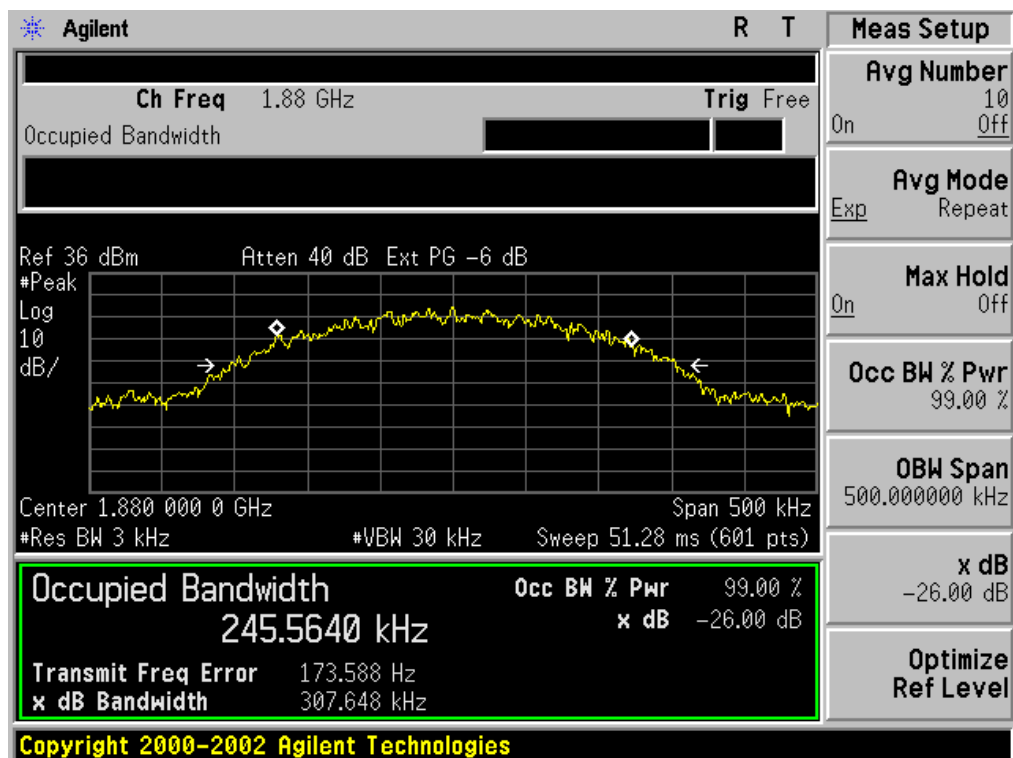 Agilent R T
Ch Freq 1.88 GHz Trig Free
Occupied Bandwidth
Ref 36 dBm Atten 40 dB Ext PG -6 dB
#Peak
Log
10
dB/
Center 1.880 000 0 GHz Span 500 kHz
#Res BW 3 kHz #VBW 30 kHz Sweep 51.28 ms (601 pts)
Occupied Bandwidth Occ BW % Pwr 99.00 %
245.5640 kHz x dB -26.00 dB
Transmit Freq Error 173.588 Hz
x dB Bandwidth 307.648 kHz
Copyright 2000-2002 Agilent Technologies
Meas Setup
Avg Number
10
On Off
Avg Mode
Exp Repeat
Max Hold
On Off
Occ BW % Pwr
99.00 %
OBW Span
500.000000 kHz
x dB
-26.00 dB
Optimize
Ref Level